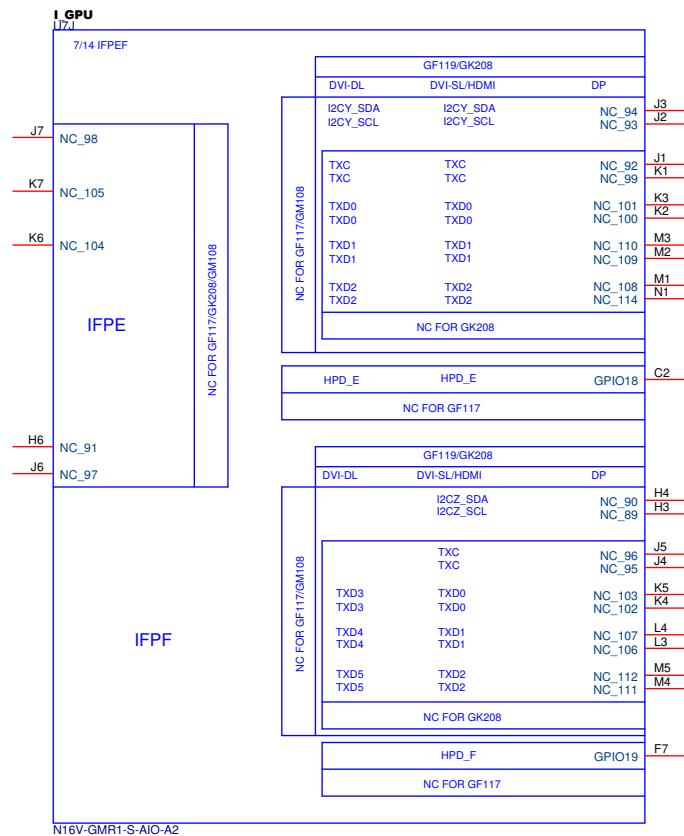 I_GPU
U7J
7/14 IFPEF
GF119/GK208
DVI-DL DVI-SL/HDMI DP
I2CY_SDA I2CY_SDA NC_94 J3
I2CY_SCL I2CY_SCL NC_93 J2
J7 NC_98
TXC TXC NC_92 J1
TXC TXC NC_99 K1
K7 NC_105
TXD0 TXD0 NC_101 K3
TXD0 TXD0 NC_100 K2
K6 NC_104
TXD1 TXD1 NC_110 M3
TXD1 TXD1 NC_109 M2
TXD2 TXD2 NC_108 M1
TXD2 TXD2 NC_114 N1
NC FOR GF117/GK208/GM108
NC FOR GF117/GM108
IFPE
NC FOR GK208
HPD_E HPD_E GPIO18 C2
NC FOR GF117
H6 NC_91
J6 NC_97
GF119/GK208
DVI-DL DVI-SL/HDMI DP
I2CZ_SDA NC_90 H4
I2CZ_SCL NC_89 H3
TXC NC_96 J5
TXC NC_95 J4
TXD3 TXD0 NC_103 K5
TXD3 TXD0 NC_102 K4
NC FOR GF117/GM108
IFPF
TXD4 TXD1 NC_107 L4
TXD4 TXD1 NC_106 L3
TXD5 TXD2 NC_112 M5
TXD5 TXD2 NC_111 M4
NC FOR GK208
HPD_F GPIO19 F7
NC FOR GF117
N16V-GMR1-S-AIO-A2